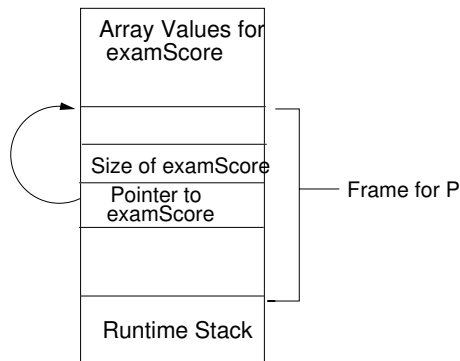 Array Values for
examScore
Size of examScore
Pointer to
examScore
Frame for P
Runtime Stack